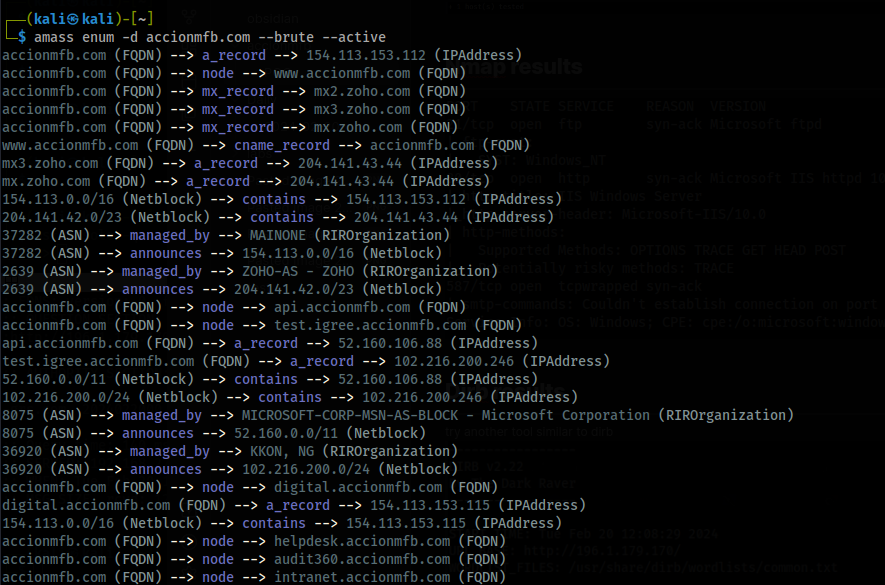 (kali㉿kali)-[~]
$ amass enum -d accionmfb.com --brute --active
accionmfb.com (FQDN) --> a_record --> 154.113.153.112 (IPAddress)
accionmfb.com (FQDN) --> node --> www.accionmfb.com (FQDN)
accionmfb.com (FQDN) --> mx_record --> mx2.zoho.com (FQDN)
accionmfb.com (FQDN) --> mx_record --> mx3.zoho.com (FQDN)
accionmfb.com (FQDN) --> mx_record --> mx.zoho.com (FQDN)
www.accionmfb.com (FQDN) --> cname_record --> accionmfb.com (FQDN)
mx3.zoho.com (FQDN) --> a_record --> 204.141.43.44 (IPAddress)
mx.zoho.com (FQDN) --> a_record --> 204.141.43.44 (IPAddress)
154.113.0.0/16 (Netblock) --> contains --> 154.113.153.112 (IPAddress)
204.141.42.0/23 (Netblock) --> contains --> 204.141.43.44 (IPAddress)
37282 (ASN) --> managed_by --> MAINONE (RIROrganization)
37282 (ASN) --> announces --> 154.113.0.0/16 (Netblock)
2639 (ASN) --> managed_by --> ZOHO-AS - ZOHO (RIROrganization)
2639 (ASN) --> announces --> 204.141.42.0/23 (Netblock)
accionmfb.com (FQDN) --> node --> api.accionmfb.com (FQDN)
accionmfb.com (FQDN) --> node --> test.igree.accionmfb.com (FQDN)
api.accionmfb.com (FQDN) --> a_record --> 52.160.106.88 (IPAddress)
test.igree.accionmfb.com (FQDN) --> a_record --> 102.216.200.246 (IPAddress)
52.160.0.0/11 (Netblock) --> contains --> 52.160.106.88 (IPAddress)
102.216.200.0/24 (Netblock) --> contains --> 102.216.200.246 (IPAddress)
8075 (ASN) --> managed_by --> MICROSOFT-CORP-MSN-AS-BLOCK - Microsoft Corporation (RIROrganization)
8075 (ASN) --> announces --> 52.160.0.0/11 (Netblock)
36920 (ASN) --> managed_by --> KKON, NG (RIROrganization)
36920 (ASN) --> announces --> 102.216.200.0/24 (Netblock)
accionmfb.com (FQDN) --> node --> digital.accionmfb.com (FQDN)
digital.accionmfb.com (FQDN) --> a_record --> 154.113.153.115 (IPAddress)
154.113.0.0/16 (Netblock) --> contains --> 154.113.153.115 (IPAddress)
accionmfb.com (FQDN) --> node --> helpdesk.accionmfb.com (FQDN)
accionmfb.com (FQDN) --> node --> audit360.accionmfb.com (FQDN)
accionmfb.com (FQDN) --> node --> intranet.accionmfb.com (FQDN)